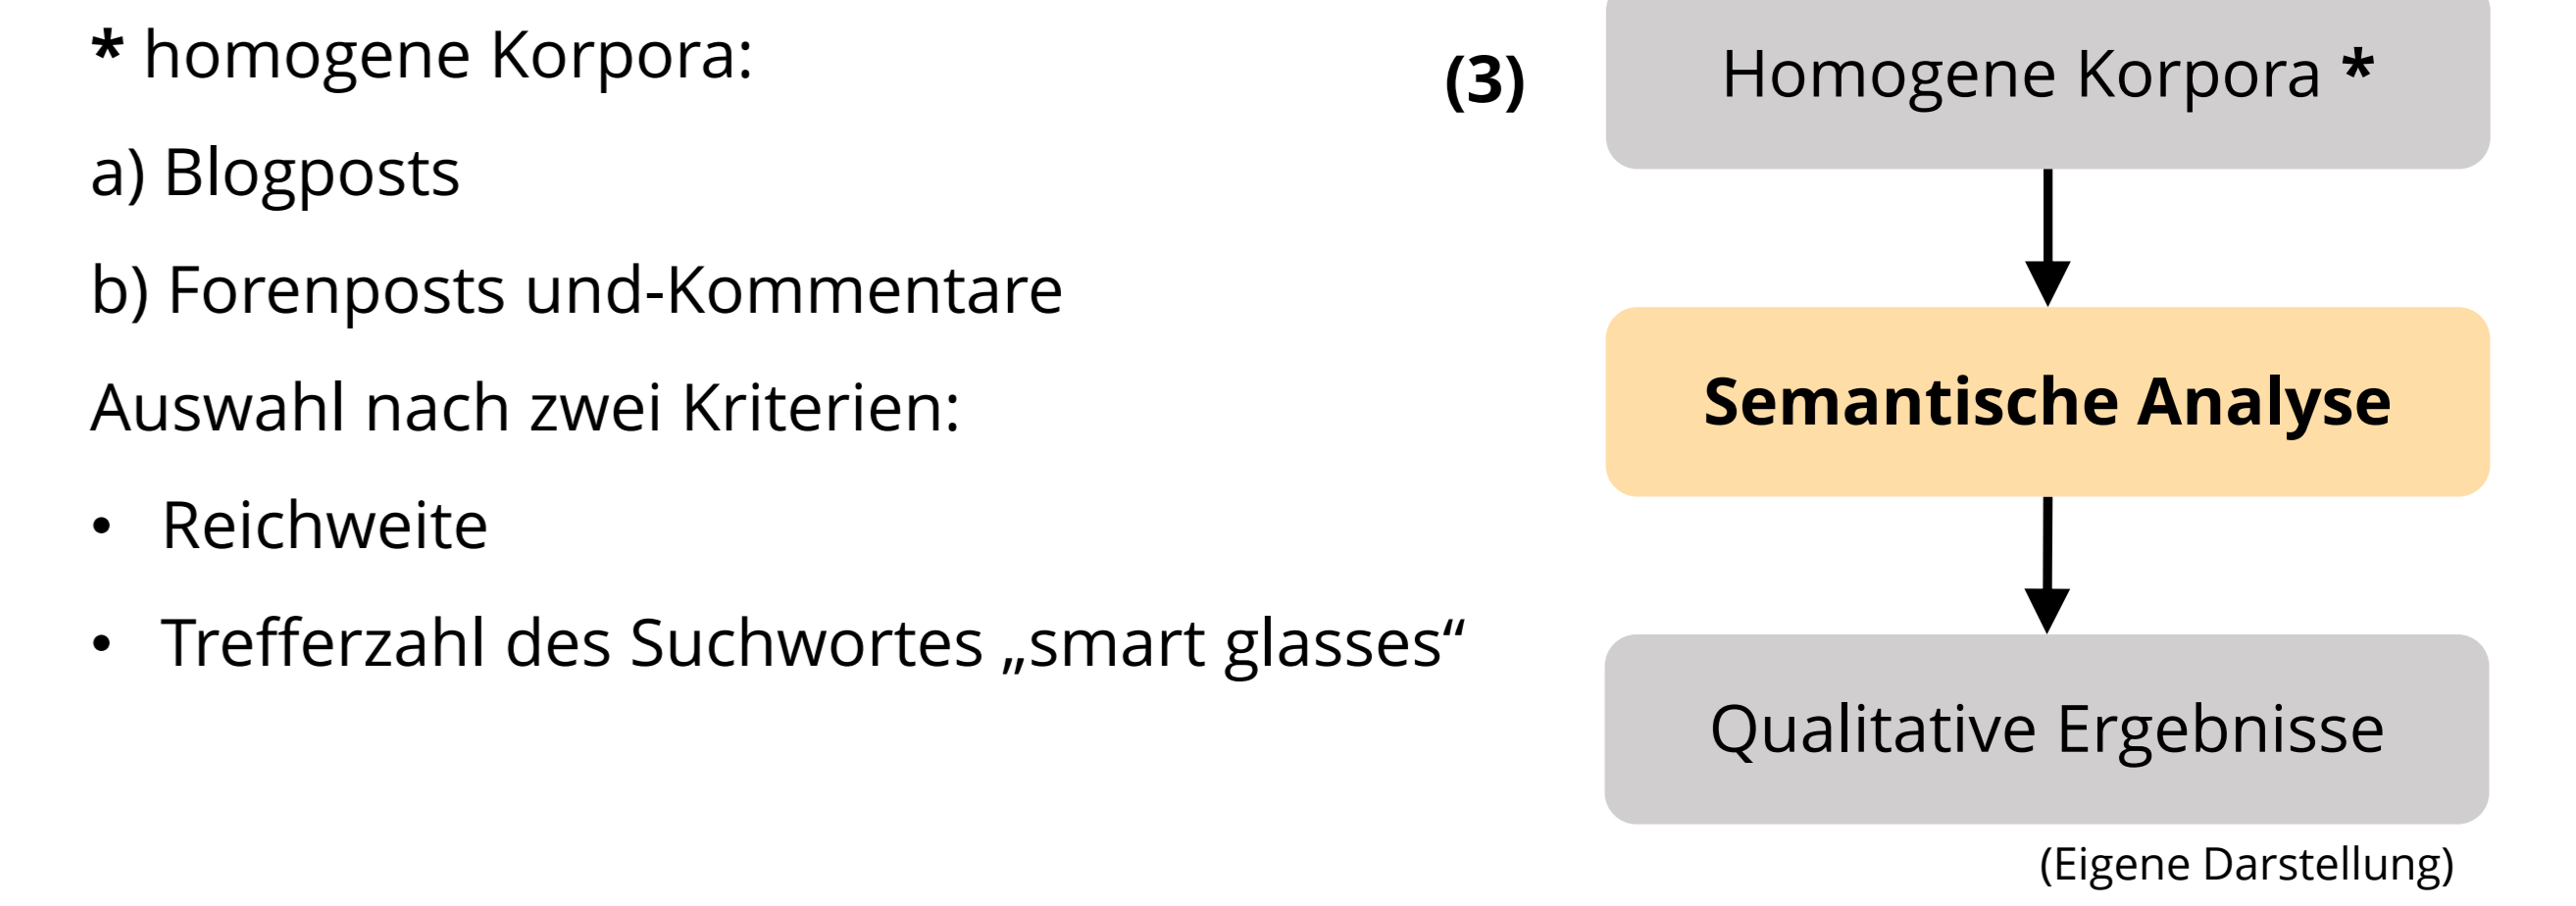 * homogene Korpora:
a) Blogposts
b) Forenposts und-Kommentare
Auswahl nach zwei Kriterien:
• Reichweite
• Trefferzahl des Suchwortes „smart glasses“
(3)
Homogene Korpora *
Semantische Analyse
Qualitative Ergebnisse
(Eigene Darstellung)